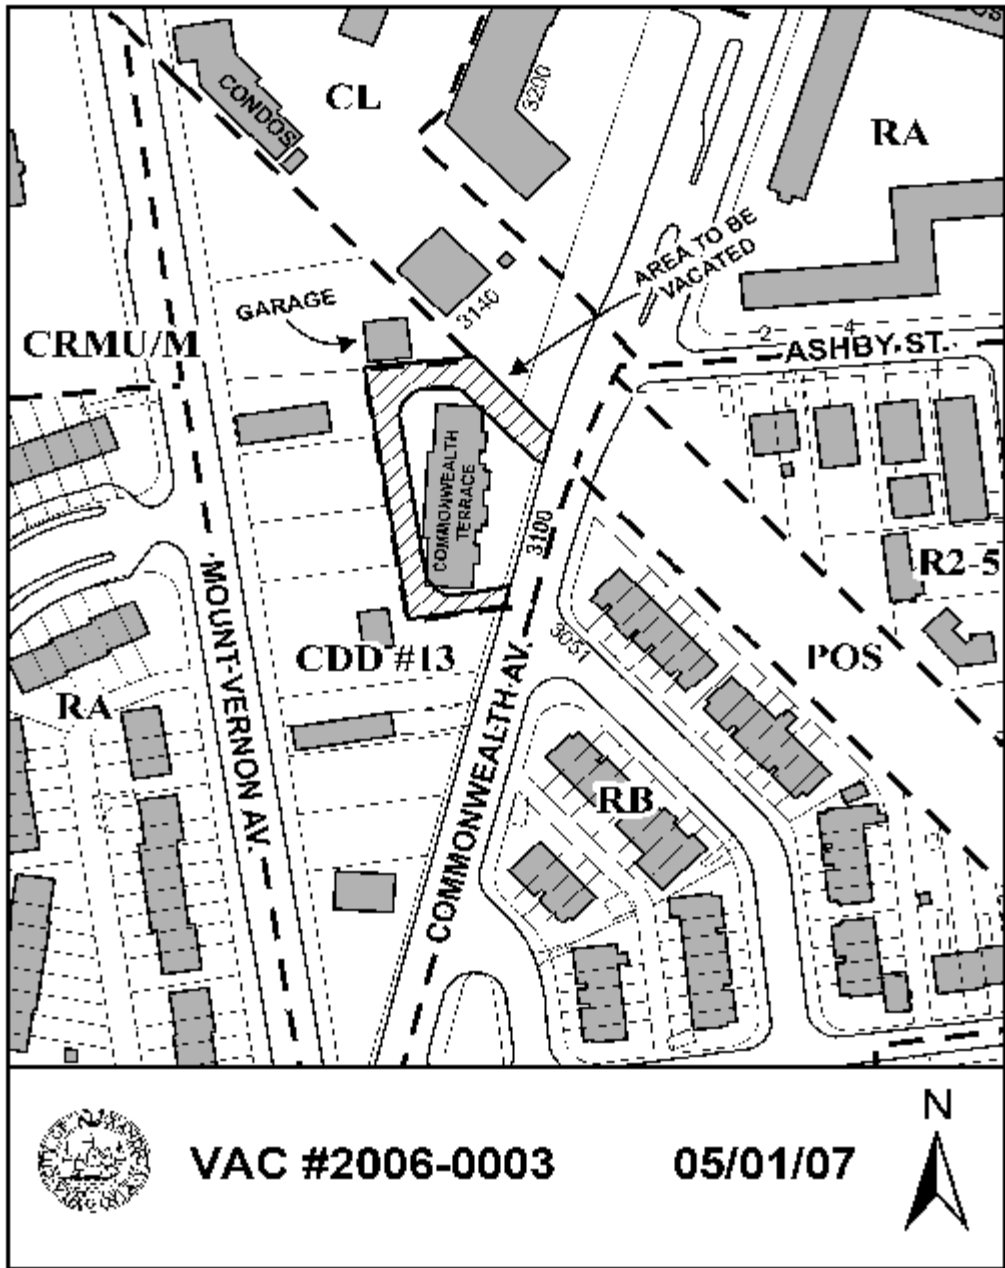 CONDOS
CL
3200
RA
AREA TO BE
VACATED
GARAGE
3140
CRMU/M
2
4
ASHBY ST.
COMMONWEALTH
TERRACE
3100
R2-5
MOUNT VERNON AV
CDD #13
3051
POS
RA
COMMONWEALTH AV.
RB
N
VAC #2006-0003
05/01/07